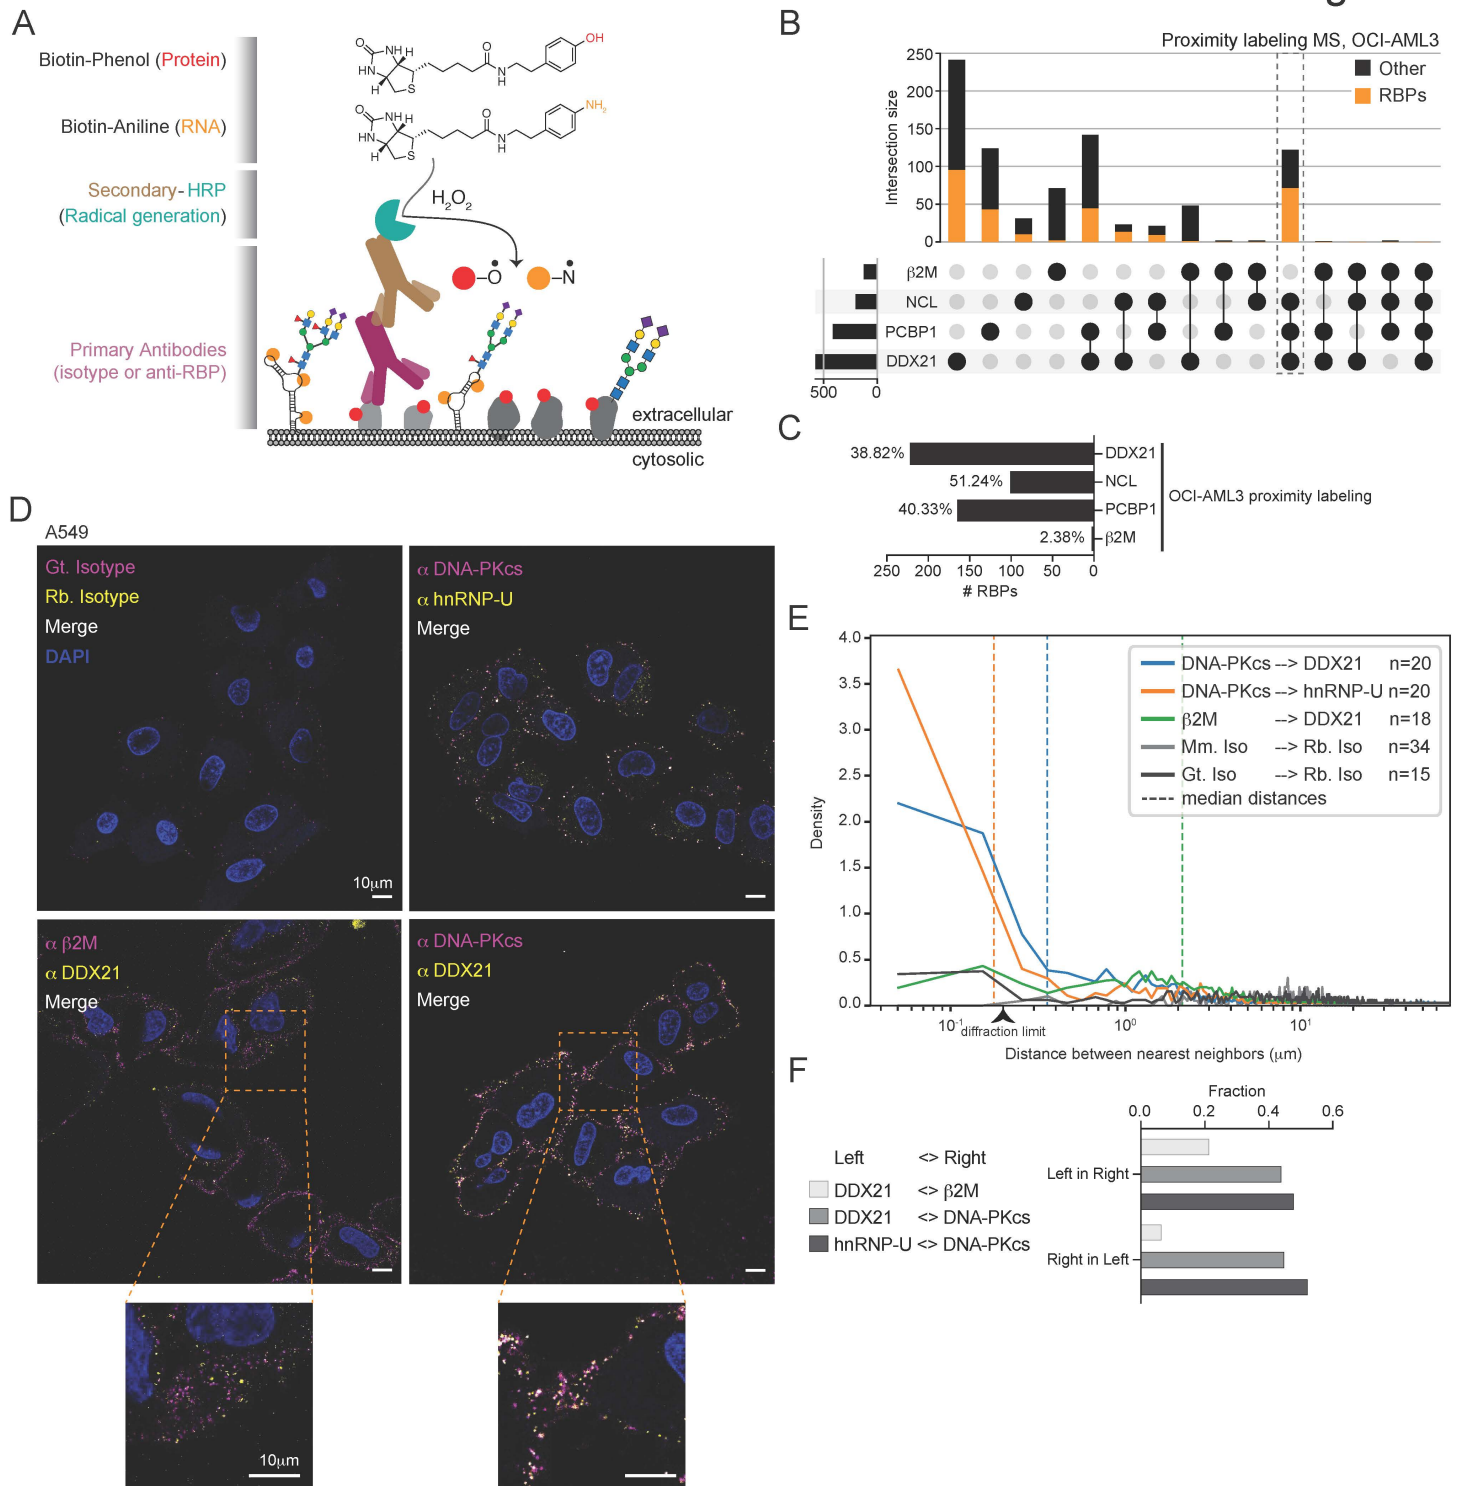 A
Biotin-Phenol (Protein)
Biotin-Aniline (RNA)
Secondary-HRP
(Radical generation)
Primary Antibodies
(isotype or anti-RBP)
O
NH
H
HN
H
S
O
N
H
OH
O
NH
H
HN
H
S
O
N
H
NH2
H2O2
O
N
extracellular
cytosolic
B
Proximity labeling MS, OCI-AML3
Intersection size
250
200
150
100
50
0
Other
RBPs
β2M
NCL
PCBP1
DDX21
500
0
C
38.82%
DDX21
51.24%
NCL
40.33%
PCBP1
2.38%
β2M
OCI-AML3 proximity labeling
250 200 150 100 50 0
# RBPs
D
A549
Gt. Isotype
Rb. Isotype
Merge
DAPI
10μm
α DNA-PKcs
α hnRNP-U
Merge
α β2M
α DDX21
Merge
α DNA-PKcs
α DDX21
Merge
10μm
E
4.0
3.5
3.0
2.5
2.0
1.5
1.0
0.5
0.0
Density
DNA-PKcs --> DDX21 n=20
DNA-PKcs --> hnRNP-U n=20
β2M --> DDX21 n=18
Mm. Iso --> Rb. Iso n=34
Gt. Iso --> Rb. Iso n=15
median distances
10⁻¹ 10⁰ 10¹
diffraction limit
Distance between nearest neighbors (μm)
F
Fraction
0.0 0.2 0.4 0.6
Left <> Right
DDX21 <> β2M
DDX21 <> DNA-PKcs
hnRNP-U <> DNA-PKcs
Left in Right
Right in Left